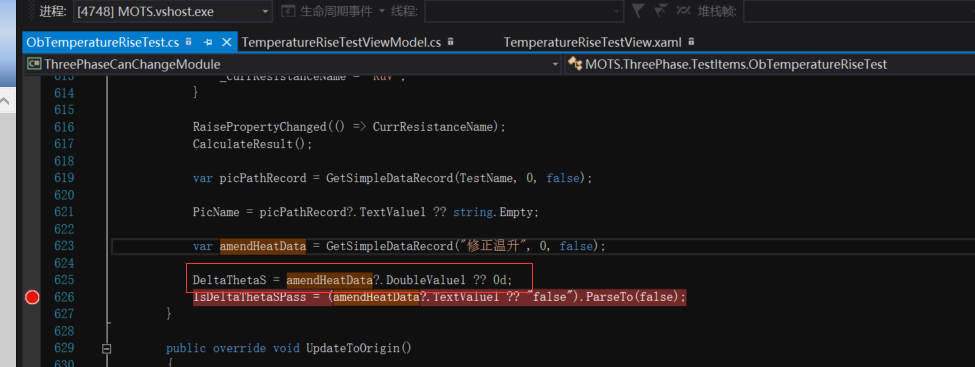 进程: [4748] MOTS.vshost.exe 生命周期事件 线程: 堆栈帧:
ObTemperatureRiseTest.cs TemperatureRiseTestViewModel.cs TemperatureRiseTestView.xaml
ThreePhaseCanChangeModule MOTS.ThreePhase.TestItems.ObTemperatureRiseTest
613 _CurrResistanceName = "Ruv";
614 }
615
616 RaisePropertyChanged(() => CurrResistanceName);
617 CalculateResult();
618
619 var picPathRecord = GetSimpleDataRecord(TestName, 0, false);
620
621 PicName = picPathRecord?.TextValue1 ?? string.Empty;
622
623 var amendHeatData = GetSimpleDataRecord("修正温升", 0, false);
624
625 DeltaThetaS = amendHeatData?.DoubleValue1 ?? 0d;
626 IsDeltaThetaSPass = (amendHeatData?.TextValue1 ?? "false").ParseTo(false);
627 }
628
629 public override void UpdateToOrigin()
630 {